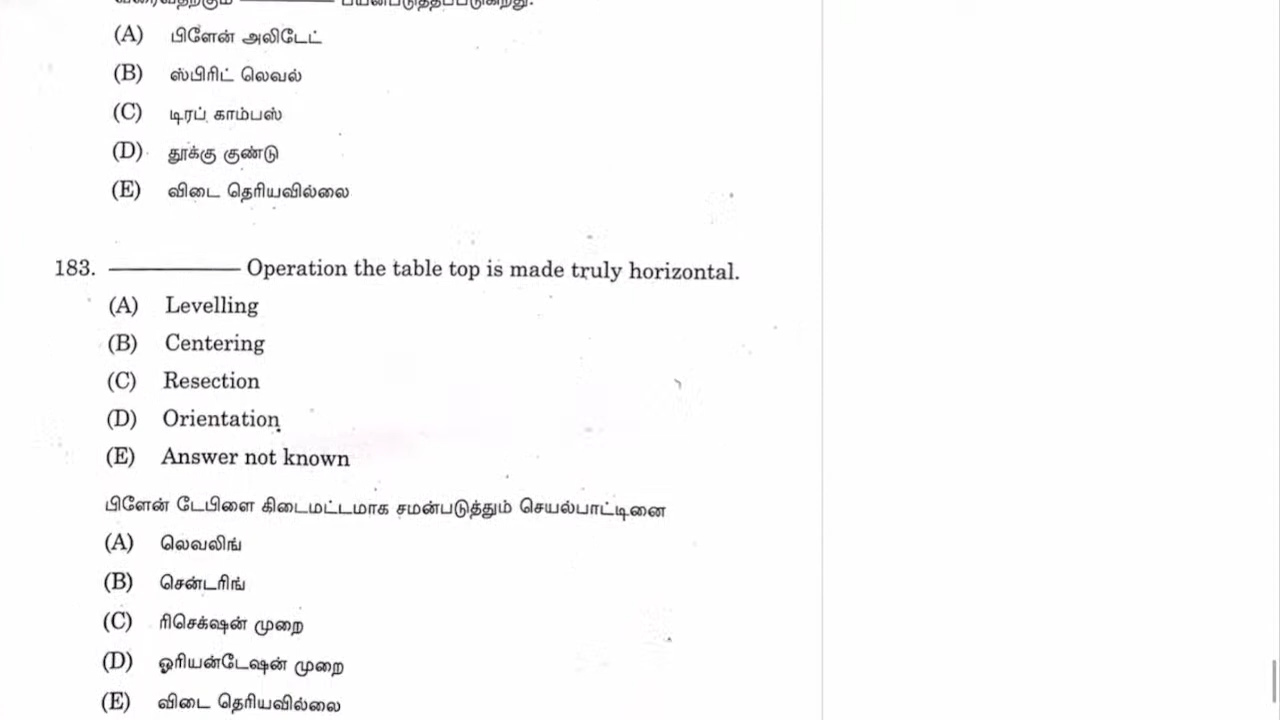 (A) பிளேன் அலிடேட்
(B) ஸ்பிரிட் லெவல்
(C) டிரப் காம்பஸ்
(D) தூக்கு குண்டு
(E) விடை தெரியவில்லை
183. ———— Operation the table top is made truly horizontal.
(A) Levelling
(B) Centering
(C) Resection
(D) Orientation
(E) Answer not known
பிளேன் டேபிளை கிடைமட்டமாக சமன்படுத்தும் செயல்பாட்டினை
(A) லெவலிங்
(B) சென்டரிங்
(C) ரிசெக்ஷன் முறை
(D) ஓரியன்டேஷன் முறை
(E) விடை தெரியவில்லை